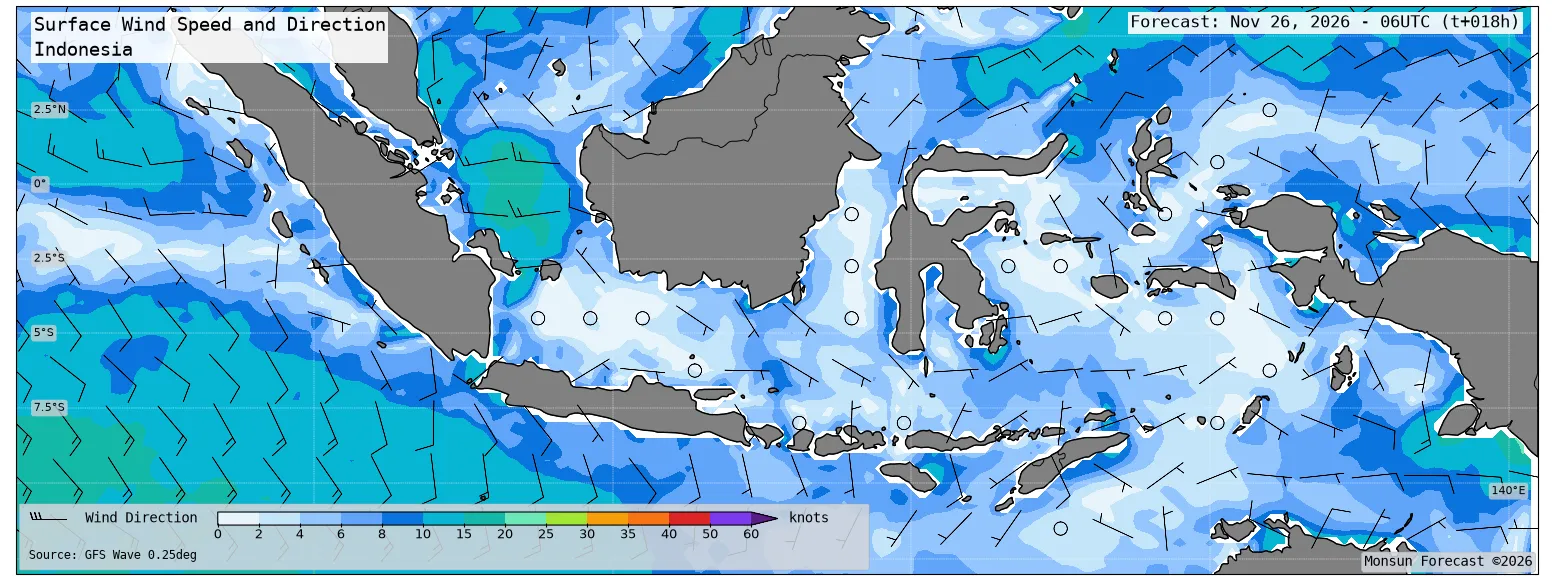 Surface Wind Speed and Direction
Indonesia
Forecast: Nov 26, 2026 - 06UTC (t+018h)
2.5°N
0°
2.5°S
5°S
7.5°S
140°E
Wind Direction
0 2 4 6 8 10 15 20 25 30 35 40 50 60
knots
Source: GFS Wave 0.25deg
Monsun Forecast ©2026